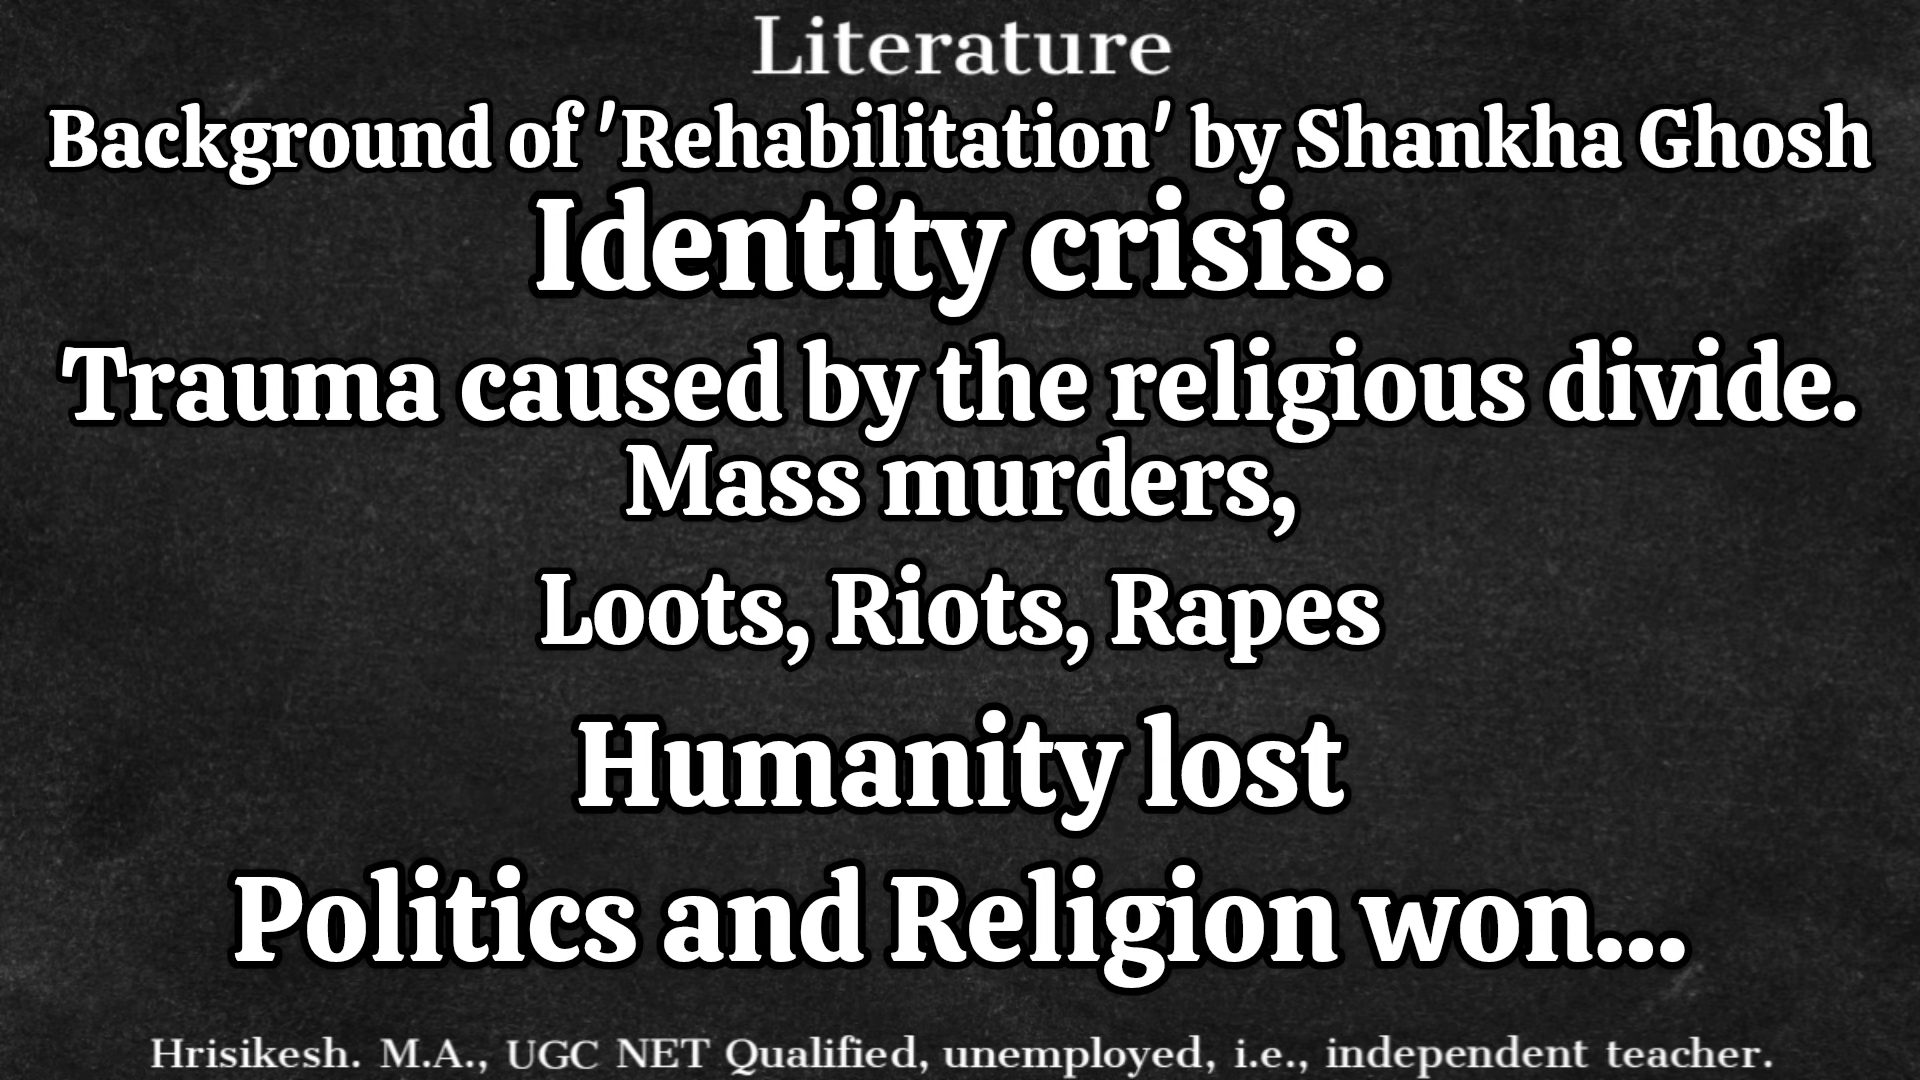 Literature
Background of 'Rehabilitation' by Shankha Ghosh
Identity crisis.
Trauma caused by the religious divide.
Mass murders,
Loots, Riots, Rapes
Humanity lost
Politics and Religion won...
Hrisikesh. M.A., UGC NET Qualified, unemployed, i.e., independent teacher.